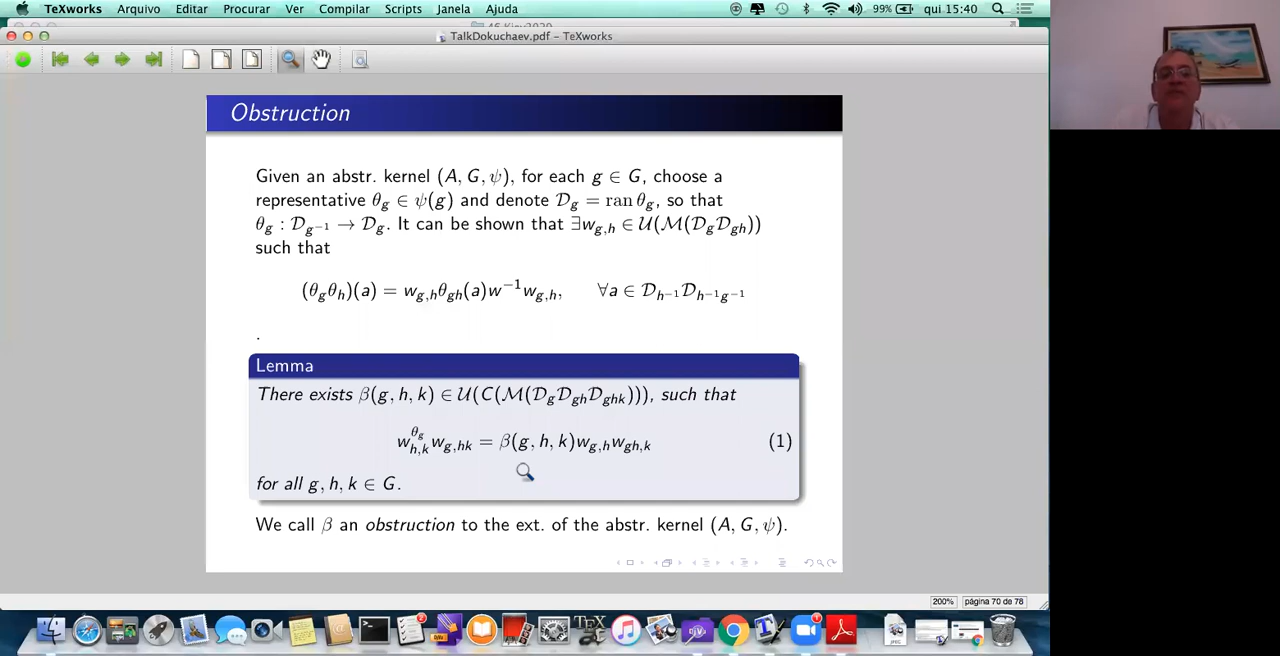 TeXworks Arquivo Editar Procurar Ver Compilar Scripts Janela Ajuda 99% qui 15:40
TalkDokuchaev.pdf - TeXworks
Obstruction
Given an abstr. kernel (A, G, ψ), for each g ∈ G, choose a
representative θ_g ∈ ψ(g) and denote 𝒟_g = ran θ_g, so that
θ_g : 𝒟_{g⁻¹} → 𝒟_g. It can be shown that ∃w_{g,h} ∈ 𝒰(ℳ(𝒟_g𝒟_{gh}))
such that
(θ_gθ_h)(a) = w_{g,h}θ_{gh}(a)w⁻¹w_{g,h}, ∀a ∈ 𝒟_{h⁻¹}𝒟_{h⁻¹g⁻¹}
.
Lemma
There exists β(g, h, k) ∈ 𝒰(C(ℳ(𝒟_g𝒟_{gh}𝒟_{ghk}))), such that
w_{h,k}^{θ_g}w_{g,hk} = β(g, h, k)w_{g,h}w_{gh,k} (1)
for all g, h, k ∈ G.
We call β an obstruction to the ext. of the abstr. kernel (A, G, ψ).
200% página 70 de 78